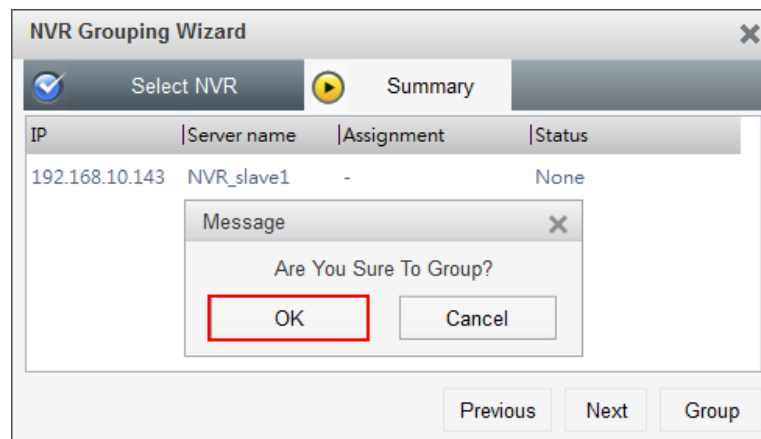 NVR Grouping Wizard
Select NVR Summary
IP Server name Assignment Status
192.168.10.143 NVR_slave1 - None
Message
Are You Sure To Group?
OK Cancel
Previous Next Group